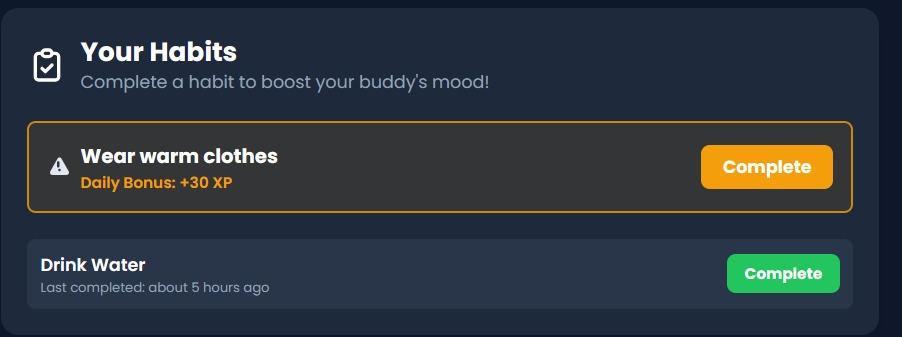 Your Habits
Complete a habit to boost your buddy's mood!
Wear warm clothes
Daily Bonus: +30 XP
Complete
Drink Water
Last completed: about 5 hours ago
Complete